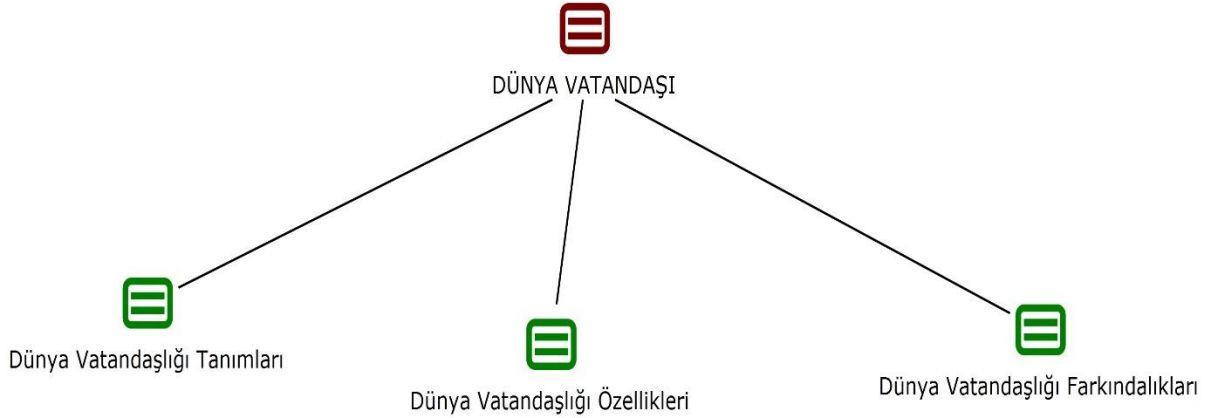 DÜNYA VATANDAŞI
Dünya Vatandaşlığı Tanımları
Dünya Vatandaşlığı Özellikleri
Dünya Vatandaşlığı Farkındalıkları